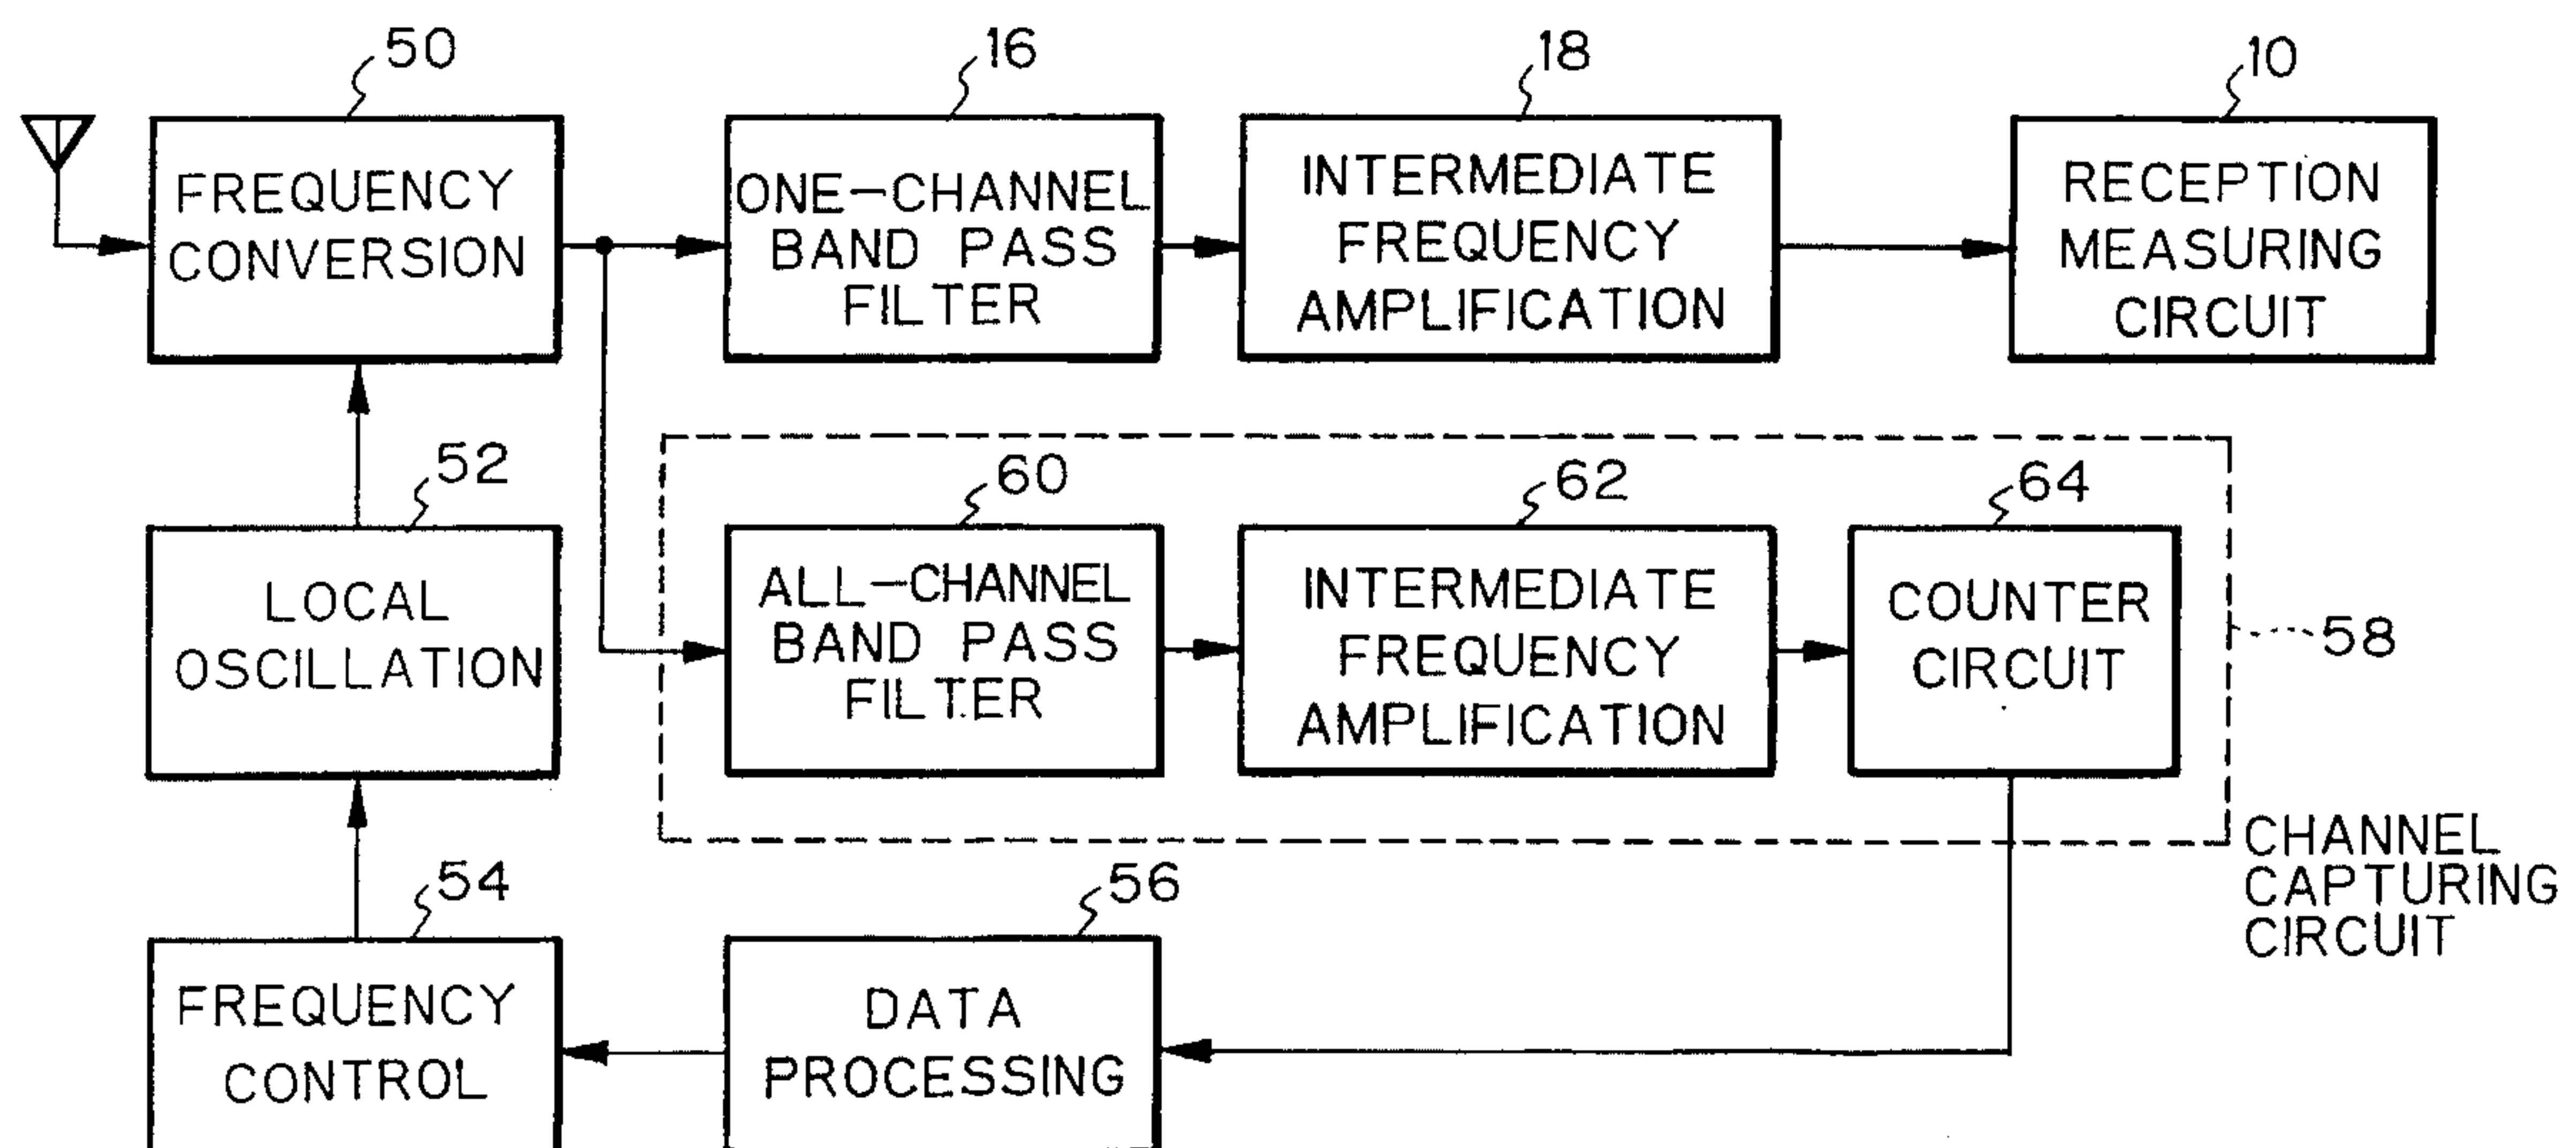 50
16
18
10
FREQUENCY
CONVERSION
ONE-CHANNEL
BAND PASS
FILTER
INTERMEDIATE
FREQUENCY
AMPLIFICATION
RECEPTION
MEASURING
CIRCUIT
52
60
62
64
LOCAL
OSCILLATION
ALL-CHANNEL
BAND PASS
FILTER
INTERMEDIATE
FREQUENCY
AMPLIFICATION
COUNTER
CIRCUIT
58
CHANNEL
CAPTURING
CIRCUIT
54
56
FREQUENCY
CONTROL
DATA
PROCESSING